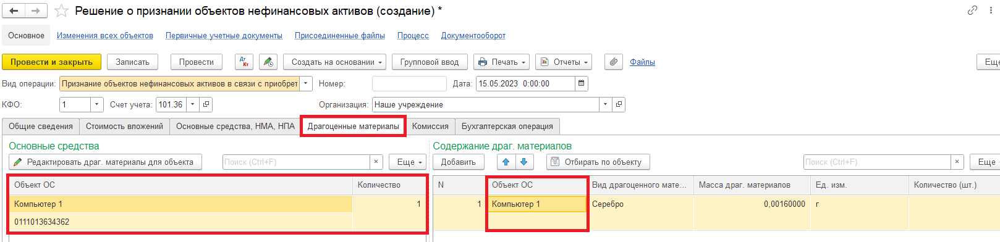 Решение о признании объектов нефинансовых активов (создание) *
Основное Изменения всех объектов Первичные учетные документы Присоединенные файлы Процесс Документооборот
Провести и закрыть Записать Провести Дт Кт Создать на основании Групповой ввод Печать Отчеты Файлы Еще
Вид операции: Признание объектов нефинансовых активов в связи с приобрет Номер: Дата: 15.05.2023 0:00:00
КФО: 1 Счет учета: 101.36 Организация: Наше учреждение
Общие сведения Стоимость вложений Основные средства, НМА, НПА Драгоценные материалы Комиссия Бухгалтерская операция
Основные средства Содержание драг. материалов
Редактировать драг. материалы для объекта Поиск (Ctrl+F) × Еще Добавить Отбирать по объекту Поиск (Ctrl+F) × Еще
Объект ОС Количество N Объект ОС Вид драгоценного мате... Масса драг. материалов Ед. изм. Количество (шт.)
Компьютер 1 1 1 Компьютер 1 Серебро 0,00160000 г
0111013634362